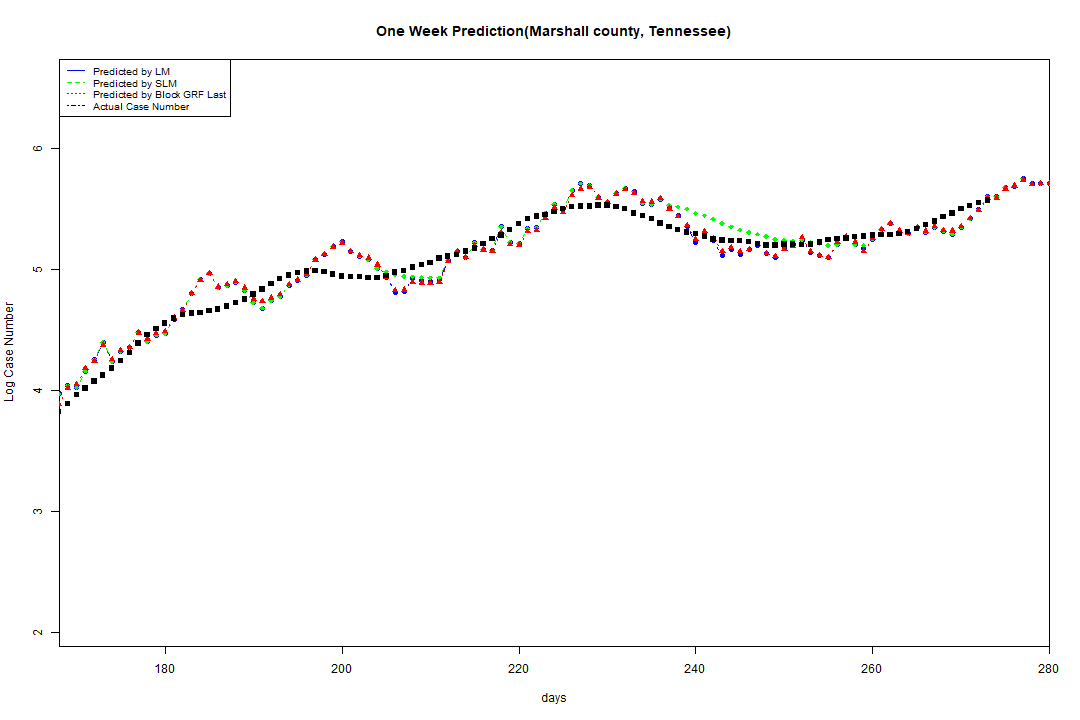 One Week Prediction(Marshall county, Tennessee)
Predicted by LM
Predicted by SLM
Predicted by Block GRF Last
Actual Case Number
6
5
4
3
2
Log Case Number
180 200 220 240 260 280
days